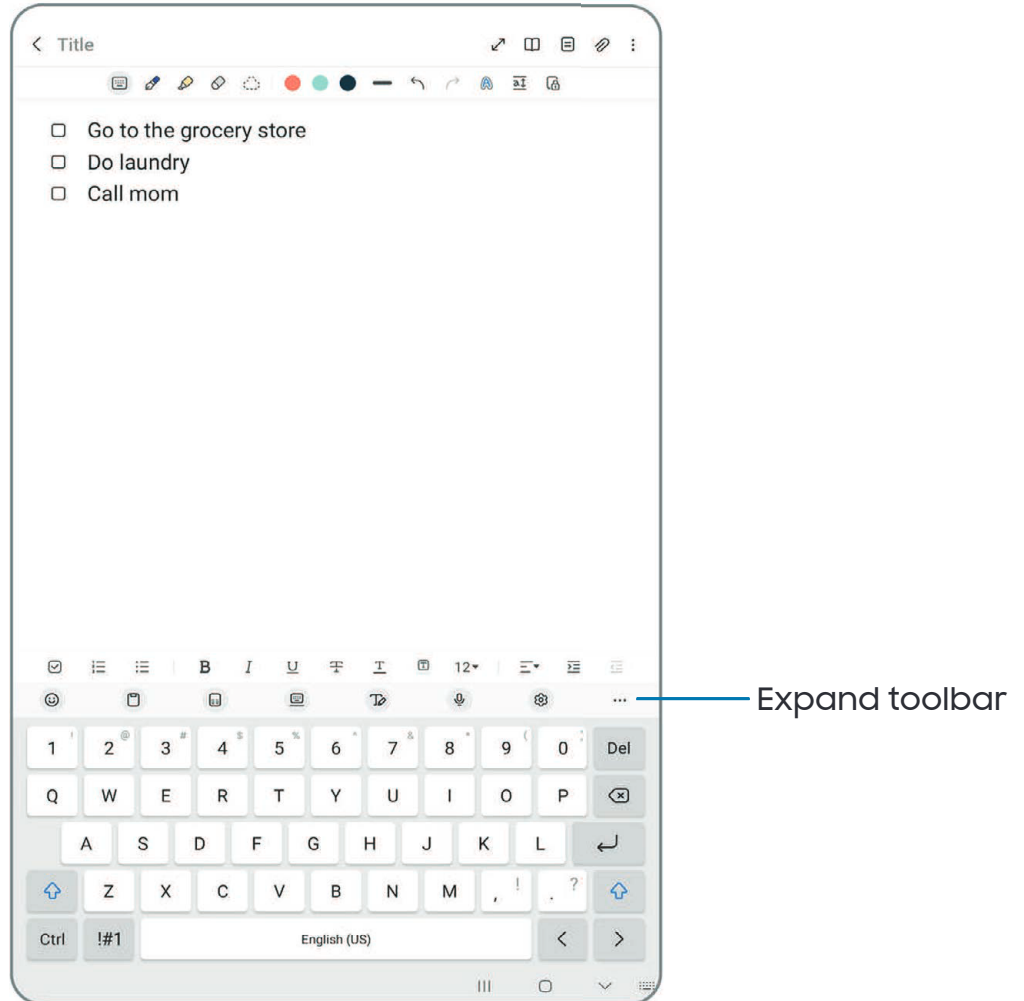 Title
Go to the grocery store
Do laundry
Call mom
B I U T T T 12
Expand toolbar
1 ! 2 @ 3 # 4 $ 5 % 6 ^ 7 & 8 * 9 ( 0 ) Del
Q W E R T Y U I O P
A S D F G H J K L
Z X C V B N M , ! . ?
Ctrl !#1 English (US) < >